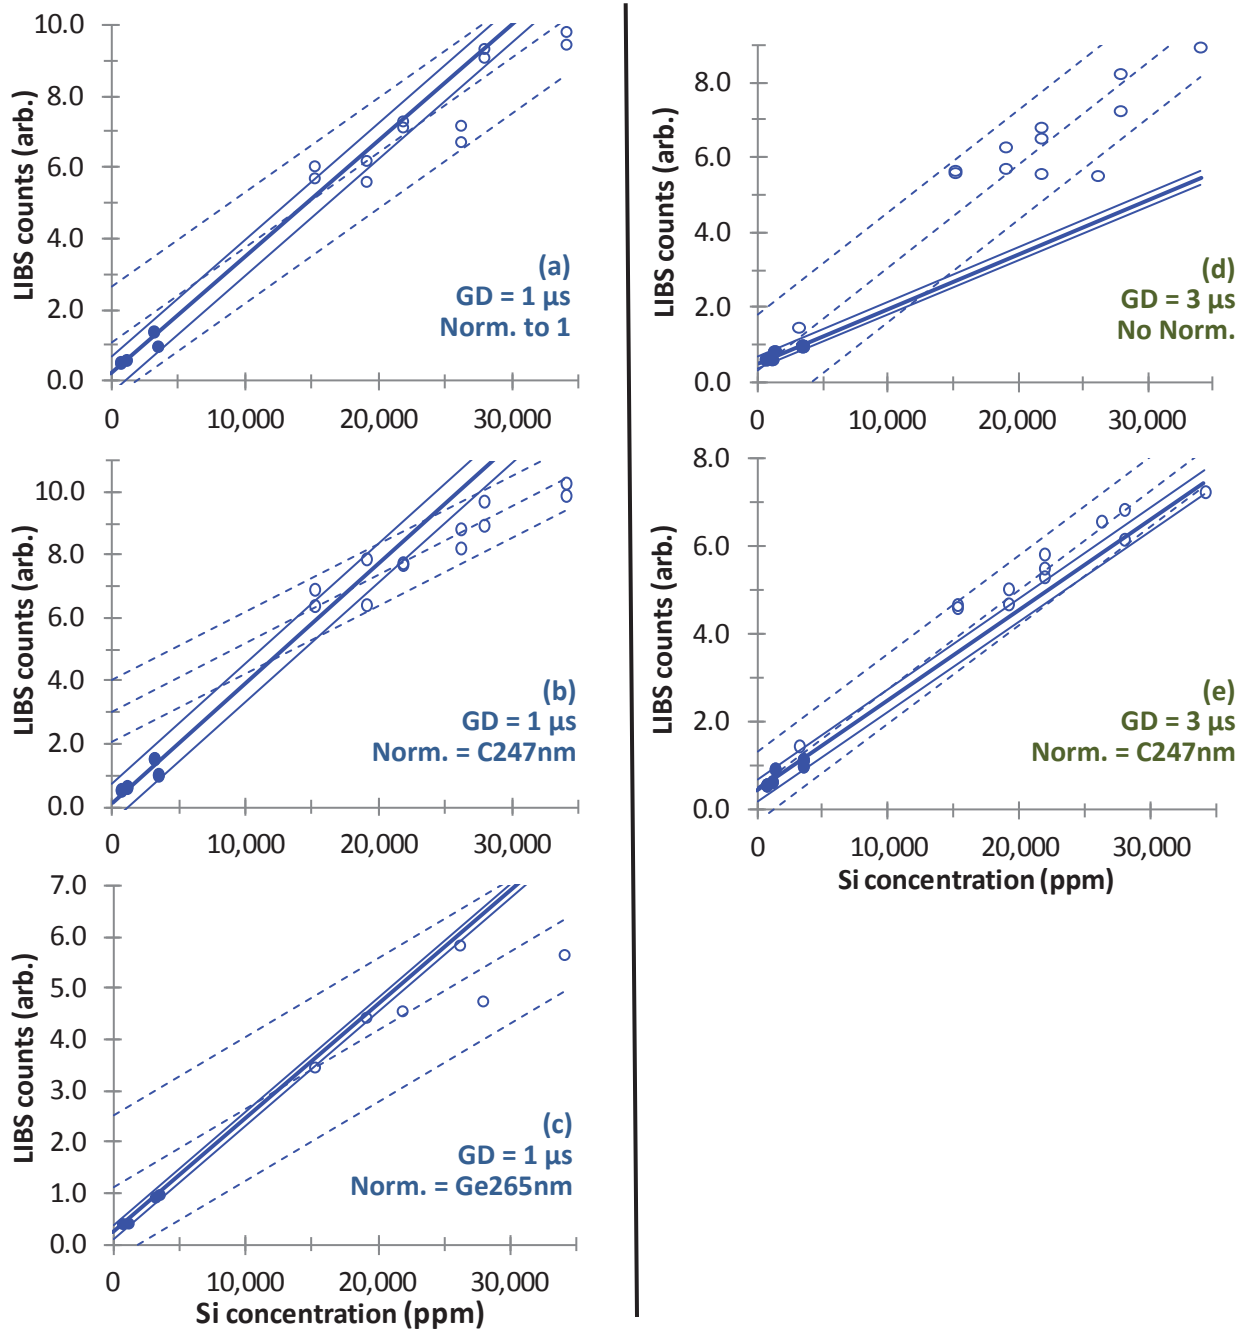 10.0
8.0
6.0
4.0
2.0
0.0
LIBS counts (arb.)
0
10,000
20,000
30,000
(a)
GD = 1 µs
Norm. to 1
10.0
8.0
6.0
4.0
2.0
0.0
LIBS counts (arb.)
0
10,000
20,000
30,000
(b)
GD = 1 µs
Norm. = C247nm
7.0
6.0
5.0
4.0
3.0
2.0
1.0
0.0
LIBS counts (arb.)
0
10,000
20,000
30,000
Si concentration (ppm)
(c)
GD = 1 µs
Norm. = Ge265nm
8.0
6.0
4.0
2.0
0.0
LIBS counts (arb.)
0
10,000
20,000
30,000
(d)
GD = 3 µs
No Norm.
8.0
6.0
4.0
2.0
0.0
LIBS counts (arb.)
0
10,000
20,000
30,000
Si concentration (ppm)
(e)
GD = 3 µs
Norm. = C247nm